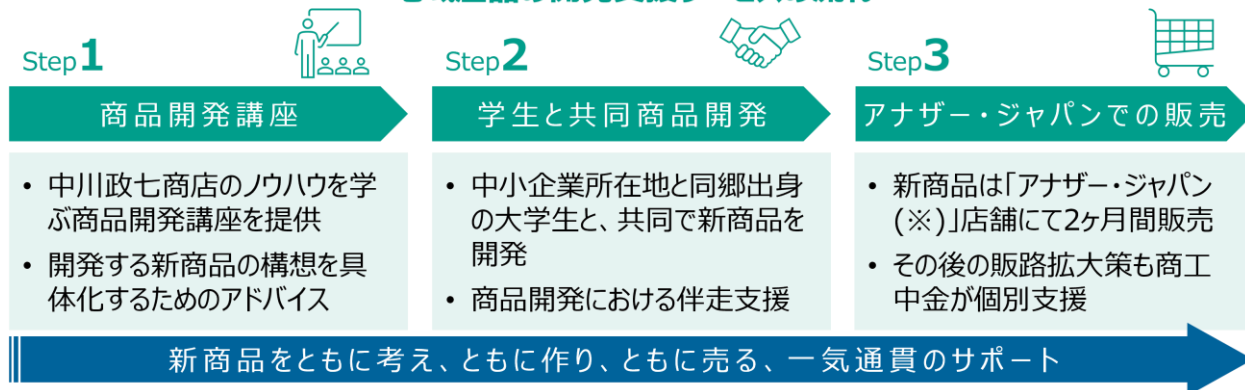 Step1
商品開発講座
• 中川政七商店のノウハウを学
ぶ商品開発講座を提供
• 開発する新商品の構想を具
体化するためのアドバイス
Step2
学生と共同商品開発
• 中小企業所在地と同郷出身
の大学生と、共同で新商品を
開発
• 商品開発における伴走支援
Step3
アナザー・ジャパンでの販売
• 新商品は「アナザー・ジャパン
(※)」店舗にて2ヶ月間販売
• その後の販路拡大策も商工
中金が個別支援
新商品をともに考え、ともに作り、ともに売る、一気通貫のサポート